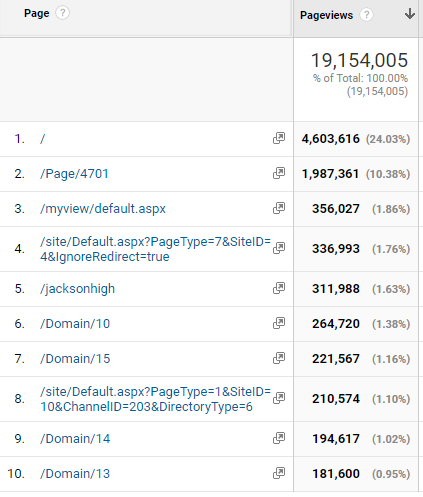 Page ? Pageviews ?
19,154,005
% of Total: 100.00%
(19,154,005)
1. / 4,603,616 (24.03%)
2. /Page/4701 1,987,361 (10.38%)
3. /myview/default.aspx 356,027 (1.86%)
4. /site/Default.aspx?PageType=7&SiteID=
4&IgnoreRedirect=true 336,993 (1.76%)
5. /jacksonhigh 311,988 (1.63%)
6. /Domain/10 264,720 (1.38%)
7. /Domain/15 221,567 (1.16%)
8. /site/Default.aspx?PageType=1&SiteID=
10&ChannelID=203&DirectoryType=6 210,574 (1.10%)
9. /Domain/14 194,617 (1.02%)
10. /Domain/13 181,600 (0.95%)